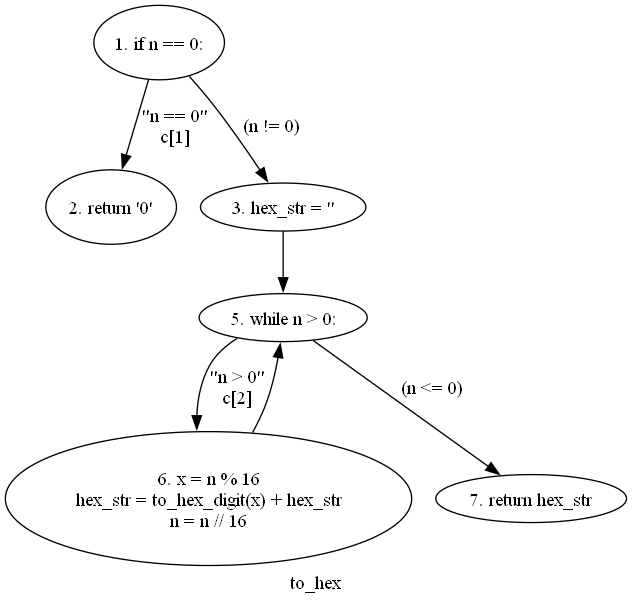 1. if n == 0:
"n == 0"
c[1]
(n != 0)
2. return '0'
3. hex_str = ''
5. while n > 0:
"n > 0"
c[2]
(n <= 0)
6. x = n % 16
hex_str = to_hex_digit(x) + hex_str
n = n // 16
7. return hex_str
to_hex